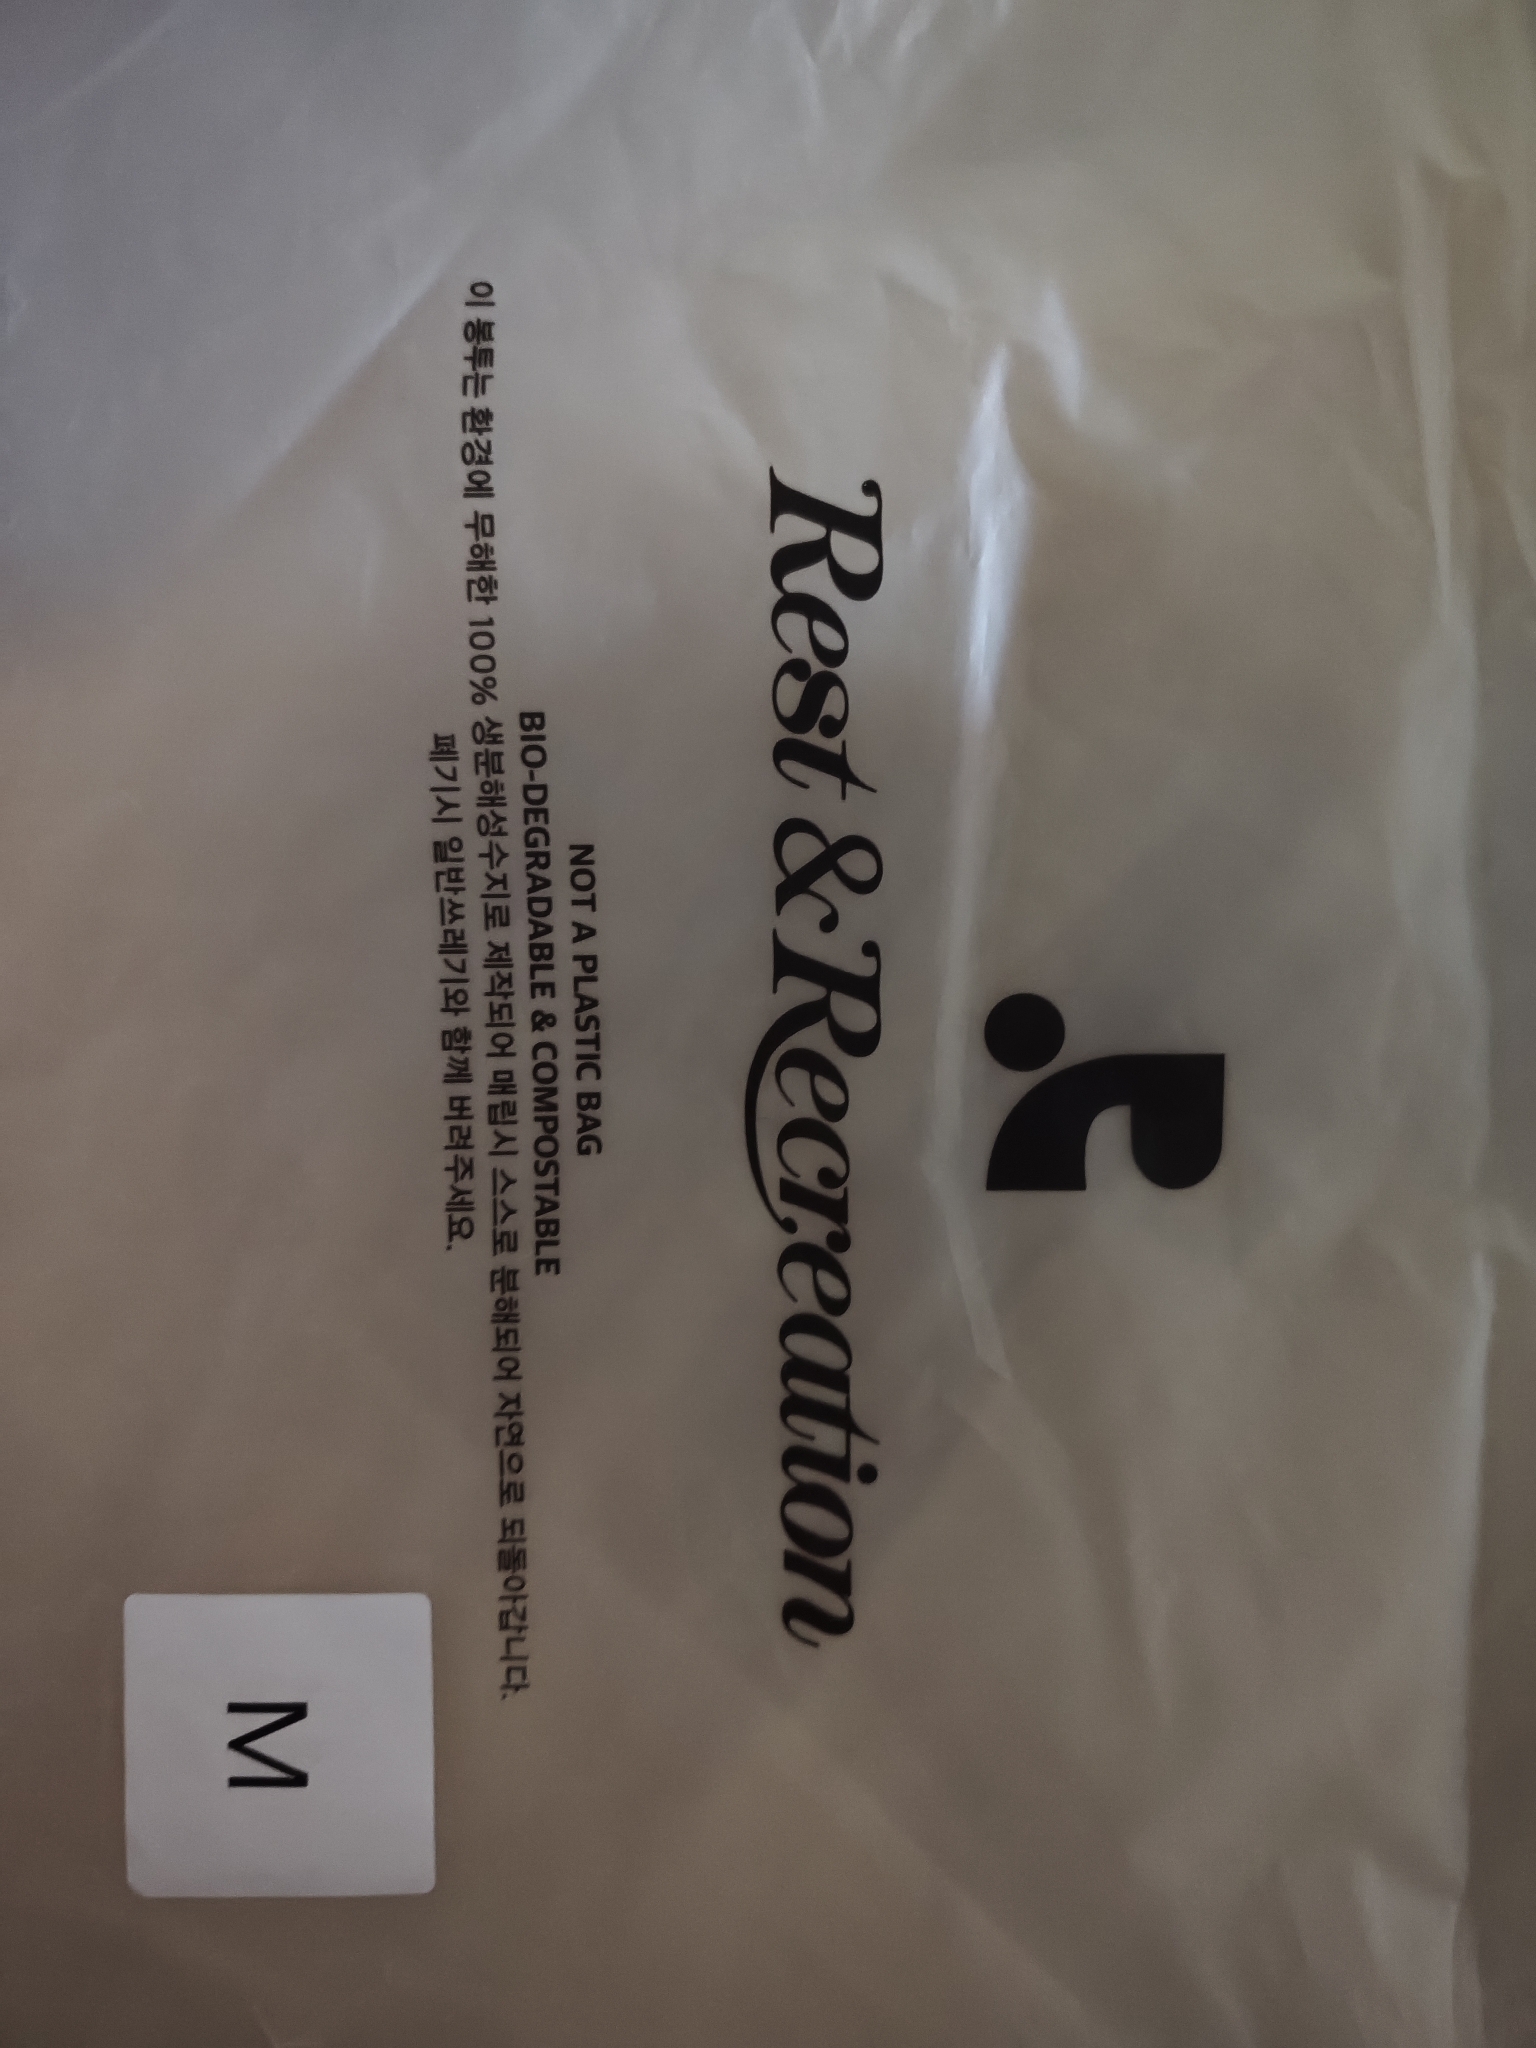 Rest & Recreation
NOT A PLASTIC BAG
BIO-DEGRADABLE & COMPOSTABLE
이 봉투는 환경에 무해한 100% 생분해성수지로 제작되어 매립시 스스로 분해되어 자연으로 되돌아갑니다.
폐기시 일반쓰레기와 함께 버려주세요.
M